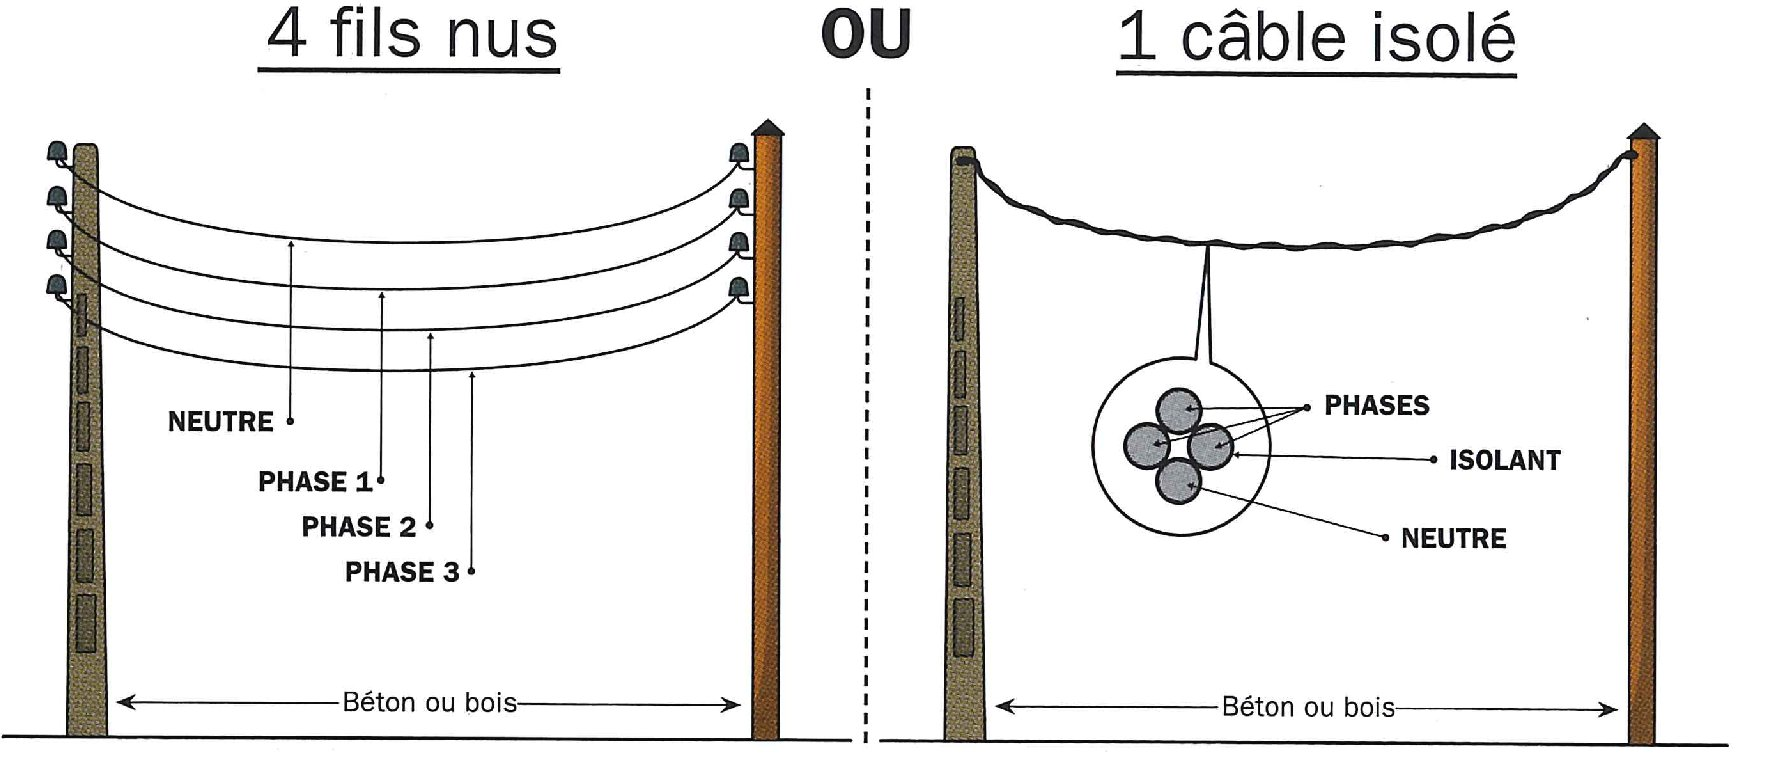 4 fils nus
OU
1 câble isolé
NEUTRE
PHASE 1
PHASE 2
PHASE 3
Béton ou bois
PHASES
ISOLANT
NEUTRE
Béton ou bois